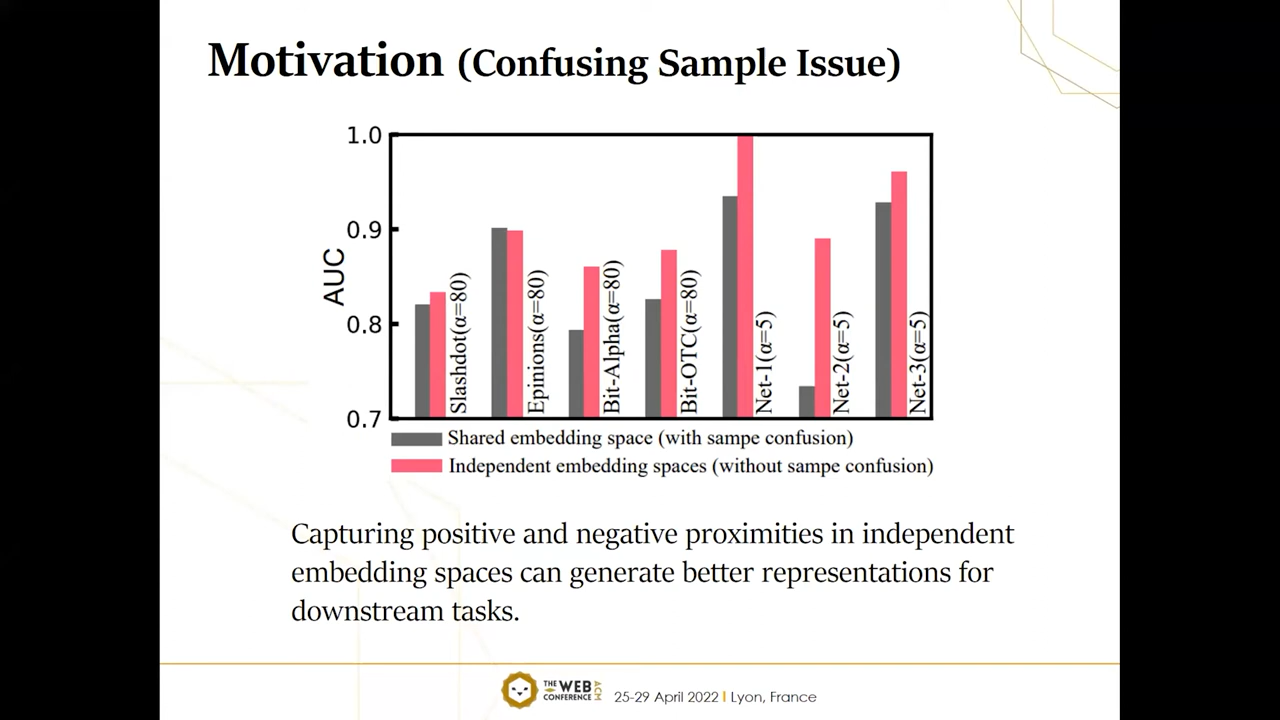 Motivation (Confusing Sample Issue)
1.0
0.9
0.8
0.7
AUC
Slashdot(α=80)
Epinions(α=80)
Bit-Alpha(α=80)
Bit-OTC(α=80)
Net-1(α=5)
Net-2(α=5)
Net-3(α=5)
Shared embedding space (with sampe confusion)
Independent embedding spaces (without sampe confusion)
Capturing positive and negative proximities in independent
embedding spaces can generate better representations for
downstream tasks.
THE WEB CONFERENCE ACM
25-29 April 2022 | Lyon, France